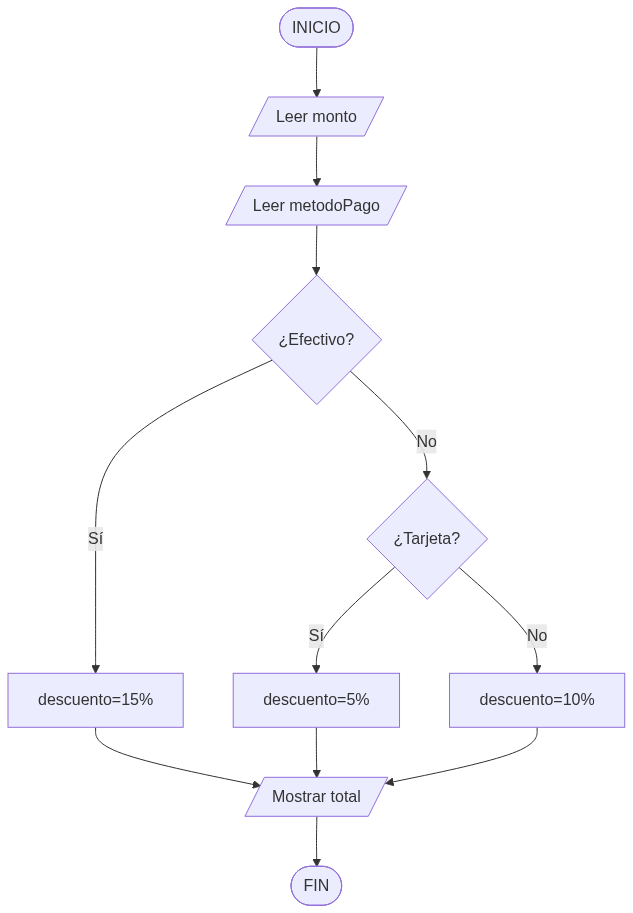 INICIO
Leer monto
Leer metodoPago
¿Efectivo?
No
Sí
¿Tarjeta?
Sí
No
descuento=15%
descuento=5%
descuento=10%
Mostrar total
FIN